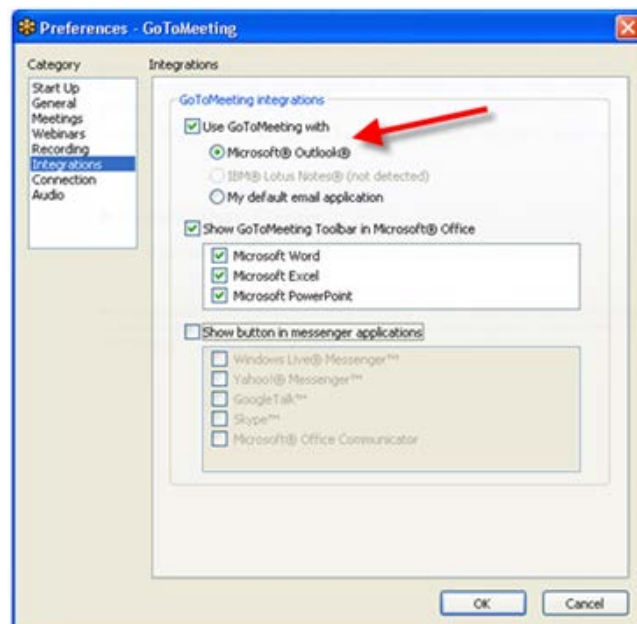 Preferences - GoToMeeting
Category
Integrations
Start Up
General
Meetings
Webinars
Recording
Integrations
Connection
Audio
GoToMeeting integrations
Use GoToMeeting with
Microsoft® Outlook®
IBM® Lotus Notes® (not detected)
My default email application
Show GoToMeeting Toolbar in Microsoft® Office
Microsoft Word
Microsoft Excel
Microsoft PowerPoint
Show button in messenger applications
Windows Live® Messenger™
Yahoo!® Messenger™
GoogleTalk™
Skype™
Microsoft® Office Communicator
OK
Cancel